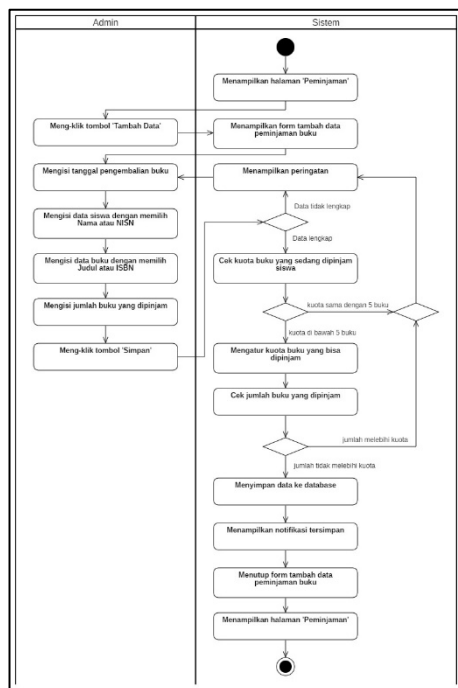 Admin
Sistem
Menampilkan halaman 'Peminjaman'
Meng-klik tombol 'Tambah Data'
Menampilkan form tambah data
peminjaman buku
Mengisi tanggal pengembalian buku
Menampilkan peringatan
Data tidak lengkap
Mengisi data siswa dengan memilih
Nama atau NISN
Data lengkap
Mengisi data buku dengan memilih
Judul atau ISBN
Cek kuota buku yang sedang dipinjam
siswa
Mengisi jumlah buku yang dipinjam
kuota sama dengan 5 buku
kuota di bawah 5 buku
Meng-klik tombol 'Simpan'
Mengatur kuota buku yang bisa
dipinjam
Cek jumlah buku yang dipinjam
jumlah melebihi kuota
jumlah tidak melebihi kuota
Menyimpan data ke database
Menampilkan notifikasi tersimpan
Menutup form tambah data
peminjaman buku
Menampilkan halaman 'Peminjaman'